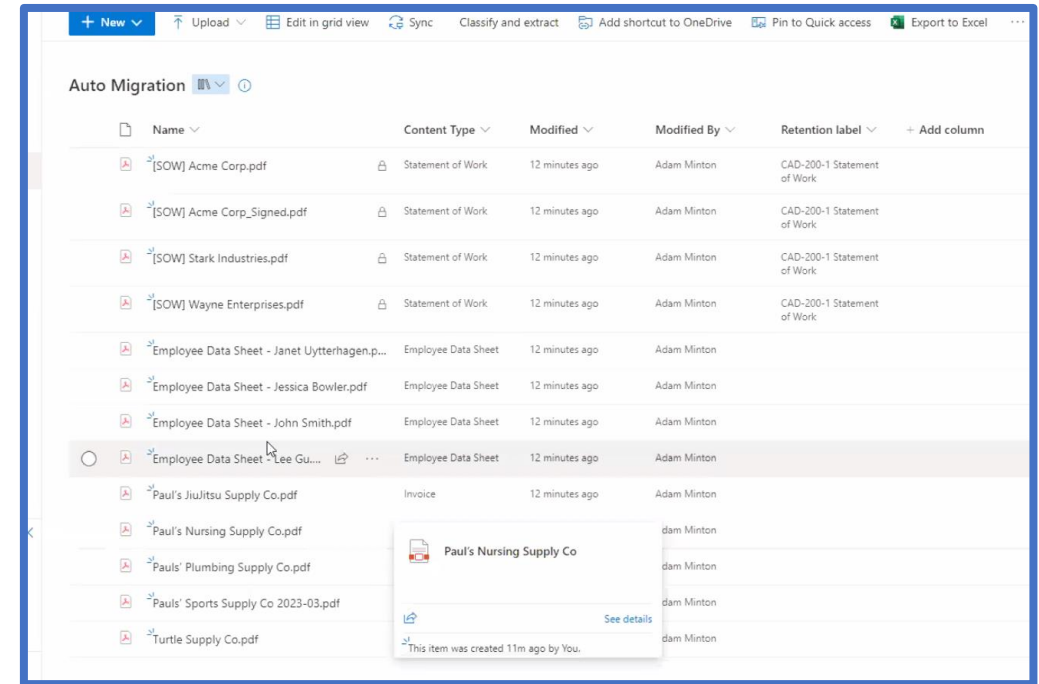 + New Upload Edit in grid view Sync Classify and extract Add shortcut to OneDrive Pin to Quick access Export to Excel ...
Auto Migration
Name Content Type Modified Modified By Retention label + Add column
[SOW] Acme Corp.pdf Statement of Work 12 minutes ago Adam Minton CAD-200-1 Statement
of Work
[SOW] Acme Corp_Signed.pdf Statement of Work 12 minutes ago Adam Minton CAD-200-1 Statement
of Work
[SOW] Stark Industries.pdf Statement of Work 12 minutes ago Adam Minton CAD-200-1 Statement
of Work
[SOW] Wayne Enterprises.pdf Statement of Work 12 minutes ago Adam Minton CAD-200-1 Statement
of Work
Employee Data Sheet - Janet Uytterhagen.p... Employee Data Sheet 12 minutes ago Adam Minton
Employee Data Sheet - Jessica Bowler.pdf Employee Data Sheet 12 minutes ago Adam Minton
Employee Data Sheet - John Smith.pdf Employee Data Sheet 12 minutes ago Adam Minton
Employee Data Sheet - Lee Gu.... ... Employee Data Sheet 12 minutes ago Adam Minton
Paul's JiuJitsu Supply Co.pdf Invoice 12 minutes ago Adam Minton
Paul's Nursing Supply Co.pdf dam Minton
Pauls' Plumbing Supply Co.pdf dam Minton
Pauls' Sports Supply Co 2023-03.pdf dam Minton
Turtle Supply Co.pdf dam Minton
Paul's Nursing Supply Co
See details
This item was created 11m ago by You.